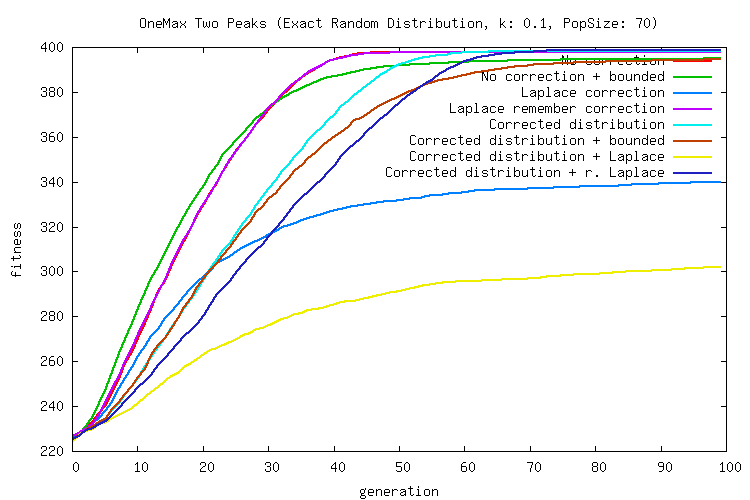 OneMax Two Peaks (Exact Random Distribution, k: 0.1, PopSize: 70)
400
380
360
340
320
300
280
260
240
220
fitness
No correction
No correction + bounded
Laplace correction
Laplace remember correction
Corrected distribution
Corrected distribution + bounded
Corrected distribution + Laplace
Corrected distribution + r. Laplace
0 10 20 30 40 50 60 70 80 90 100
generation